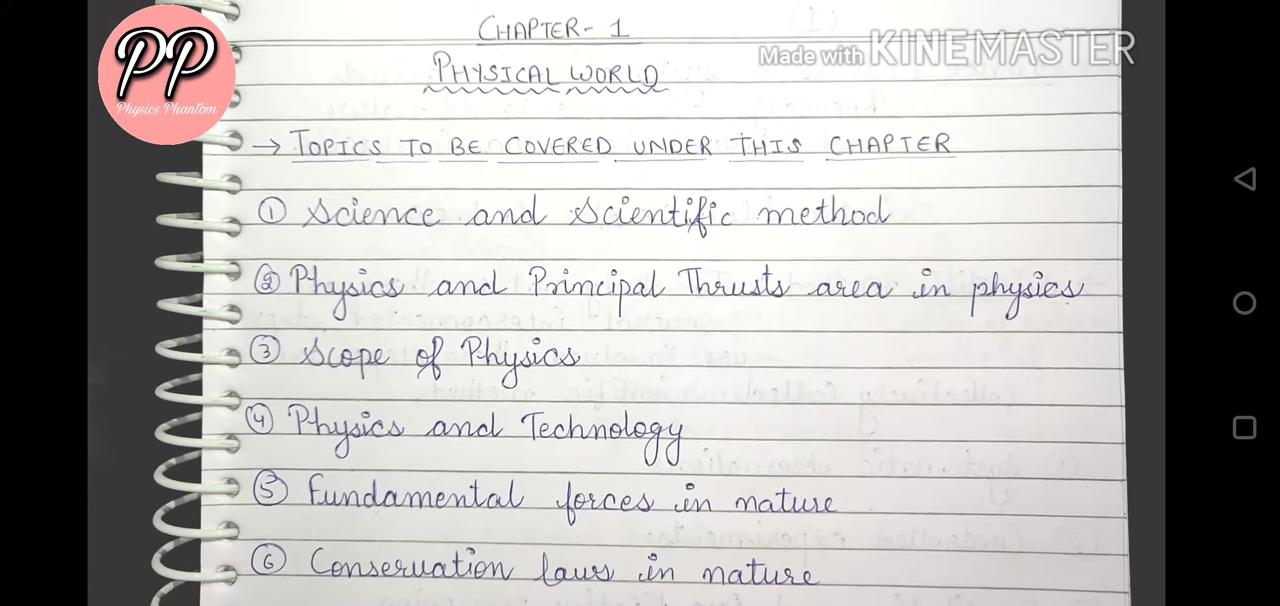 PP
Physics Phantom
Made with KINEMASTER
CHAPTER- 1
PHYSICAL WORLD
→ TOPICS TO BE COVERED UNDER THIS CHAPTER
① Science and Scientific method
② Physics and Principal Thrusts area in physics
③ Scope of Physics
④ Physics and Technology
⑤ Fundamental forces in nature
⑥ Conservation laws in nature